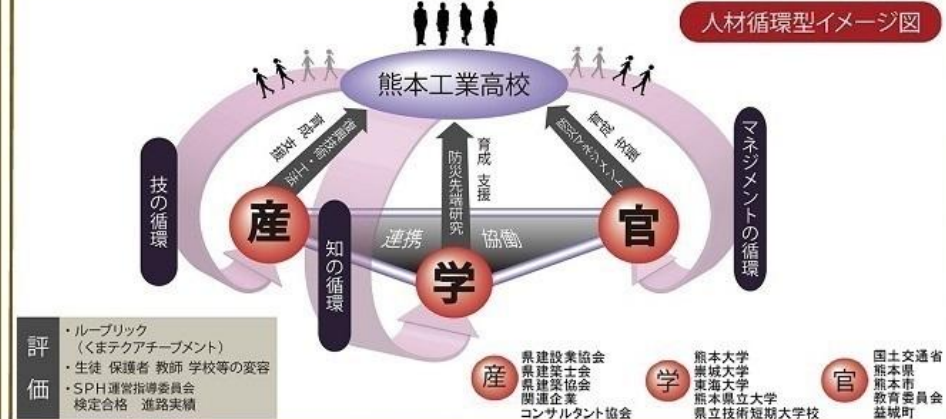 人材循環型イメージ図
熊本工業高校
技の循環
育成 支援
復興技術・工法
防災先端研究
育成 支援
防災マネジメント
育成 支援
マネジメントの循環
産
連携
協働
官
知の循環
学
評価
・ルーブリック
（くまテクアチーブメント）
・生徒 保護者 教師 学校等の変容
・SPH運営指導委員会
検定合格 進路実績
産
県建設業協会
県建築士会
県建築協会
関連企業
コンサルタント協会
学
熊本大学
崇城大学
東海大学
熊本県立大学
県立技術短期大学校
官
国土交通省
熊本県
熊本市
教育委員会
益城町